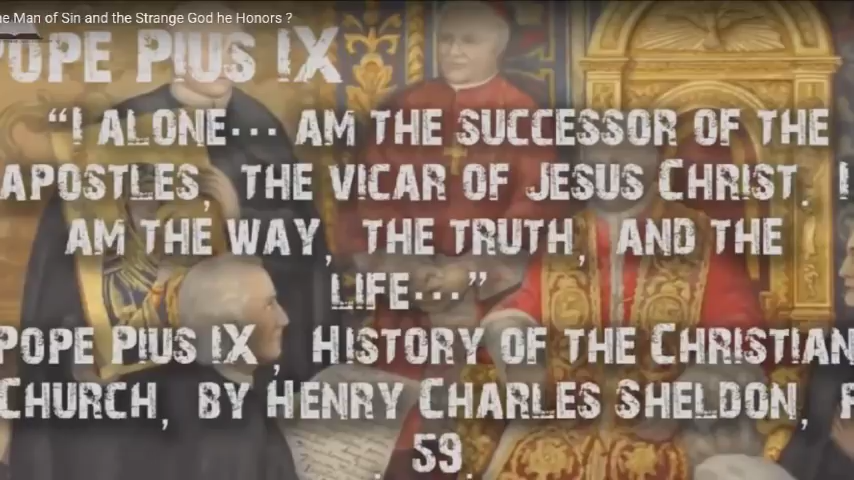 Man of Sin and the Strange God he Honors ?
POPE PIUS IX
"I ALONE... AM THE SUCCESSOR OF THE
APOSTLES, THE VICAR OF JESUS CHRIST. I
AM THE WAY, THE TRUTH, AND THE
LIFE..."
POPE PIUS IX, HISTORY OF THE CHRISTIAN
CHURCH, BY HENRY CHARLES SHELDON,
59.